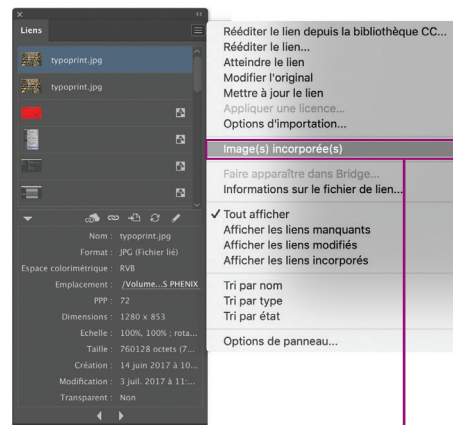 Liens
typoprint.jpg
typoprint.jpg
Nom : typoprint.jpg
Format : JPG (Fichier lié)
Espace colorimétrique : RVB
Emplacement : /Volume...S PHENIX
PPP : 72
Dimensions : 1280 x 853
Echelle : 100%, 100% ; rota...
Taille : 760128 octets (7...
Création : 14 juin 2017 à 10...
Modification : 3 juil. 2017 à 11:...
Transparent : Non
Rééditer le lien depuis la bibliothèque CC...
Rééditer le lien...
Atteindre le lien
Modifier l'original
Mettre à jour le lien
Appliquer une licence...
Options d'importation...
Image(s) incorporée(s)
Faire apparaître dans Bridge...
Informations sur le fichier de lien...
✓ Tout afficher
Afficher les liens manquants
Afficher les liens modifiés
Afficher les liens incorporés
Tri par nom
Tri par type
Tri par état
Options de panneau...